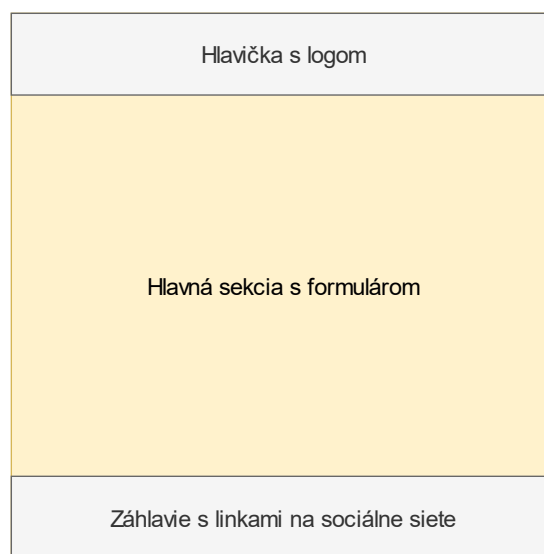 Hlavička s logom
Hlavná sekcia s formulárom
Záhlavie s linkami na sociálne siete